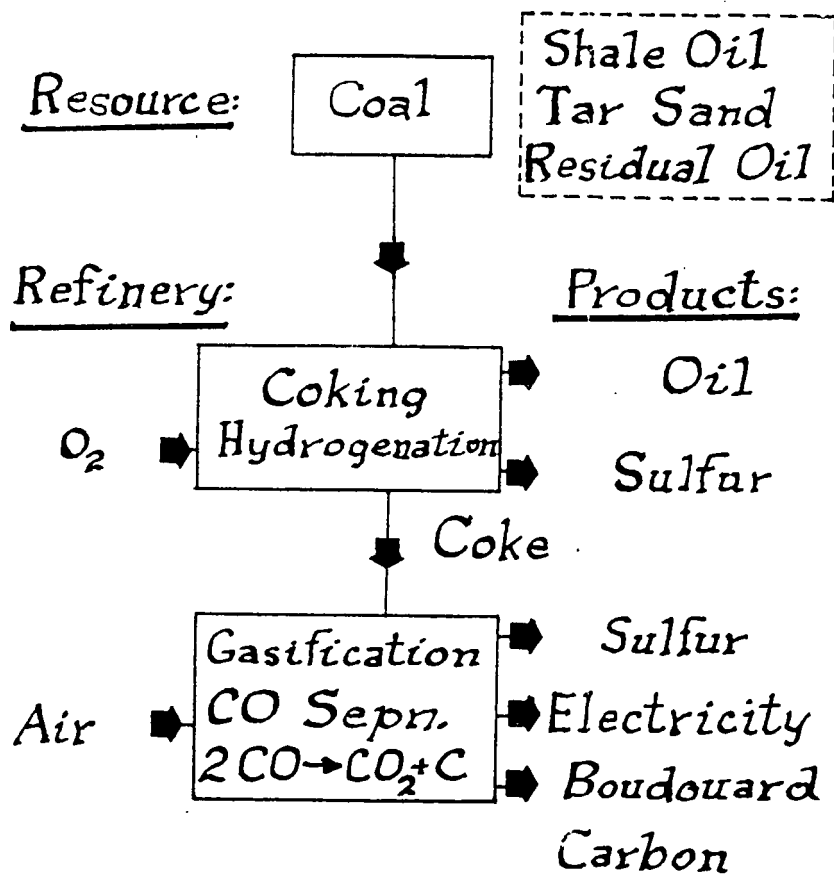 Resource:
Coal
Shale Oil
Tar Sand
Residual Oil
Refinery:
Products:
Coking
Hydrogenation
O₂
Oil
Sulfur
Coke
Gasification
CO Sepn.
2CO→CO₂+C
Air
Sulfur
Electricity
Boudouard
Carbon